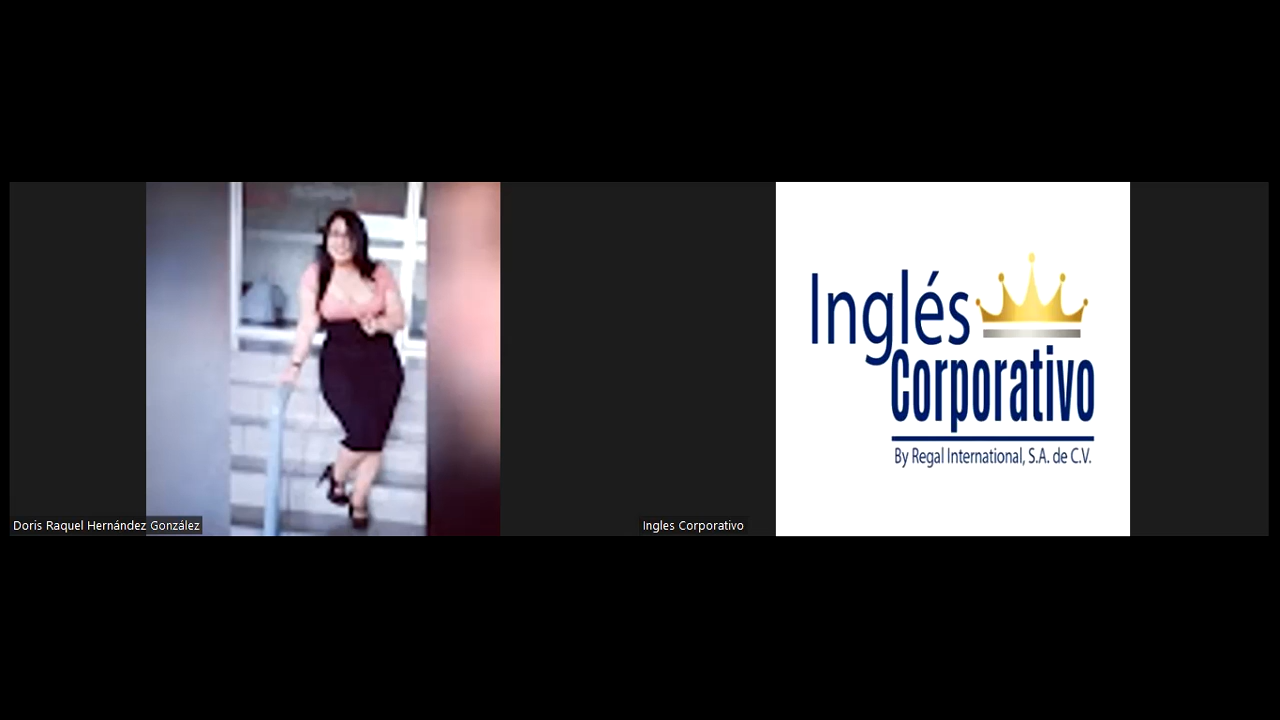 Inglés
Corporativo
By Regal International, S.A. de C.V.
Doris Raquel Hernández González
Ingles Corporativo